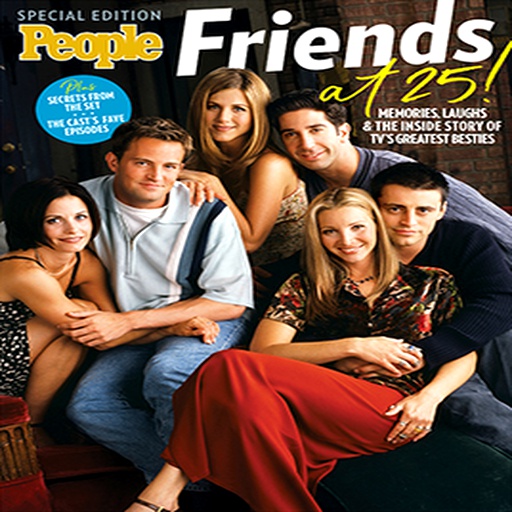 SPECIAL EDITION
People
Friends
at 25!
Plus
SECRETS FROM
THE SET
THE CAST'S FAVE
EPISODES
MEMORIES, LAUGHS
& THE INSIDE STORY OF
TV'S GREATEST BESTIES